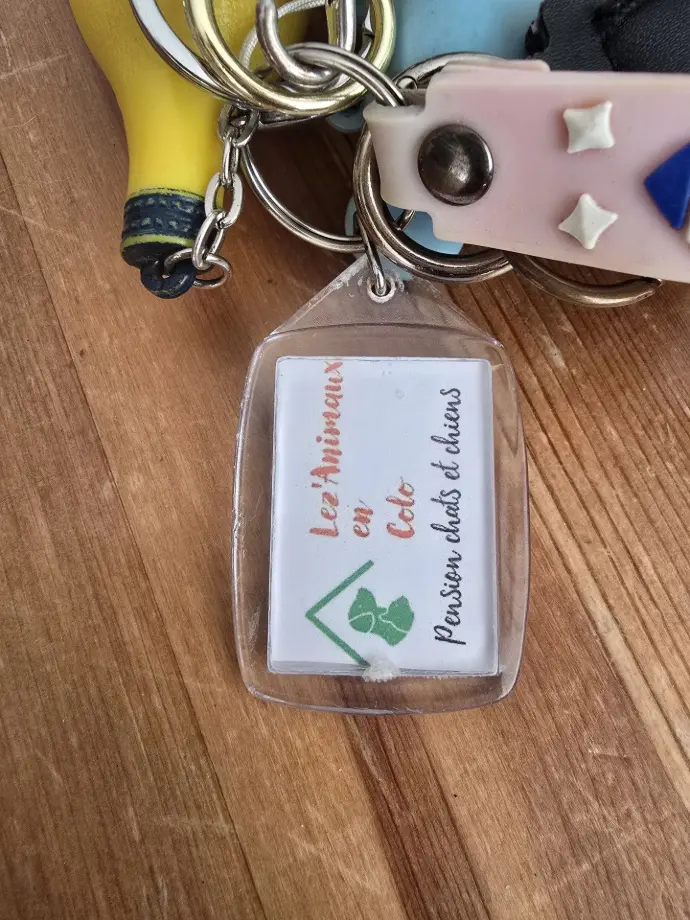 Lez'Animaux
en
Colo
Pension chats et chiens